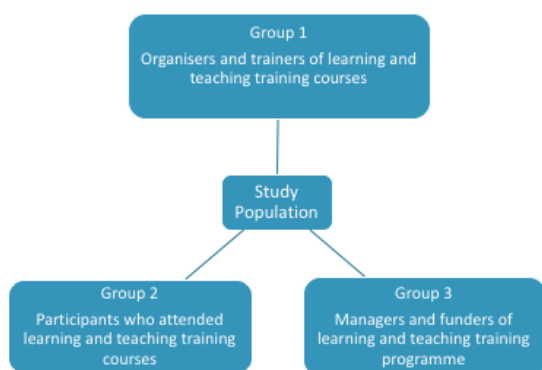 Group 1
Organisers and trainers of learning and
teaching training courses
Study
Population
Group 2
Participants who attended
learning and teaching training
courses
Group 3
Managers and funders of
learning and teaching training
programme